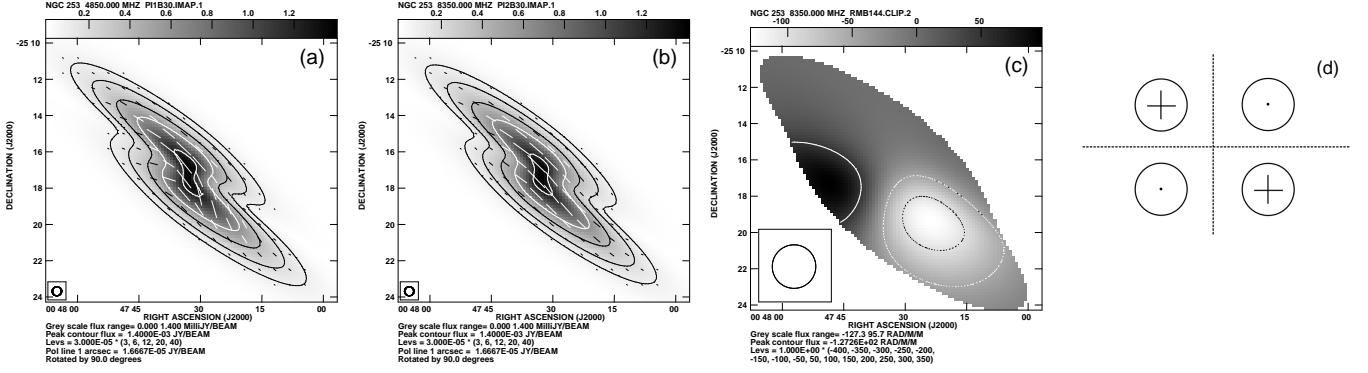 NGC 253 4850.000 MHZ PI1B30.IMAP.1
0.2 0.4 0.6 0.8 1.0 1.2
(a)
-25 10
12
14
16
18
20
22
24
DECLINATION (J2000)
00 48 00 47 45 30 15 00
RIGHT ASCENSION (J2000)
Grey scale flux range= 0.000 1.400 MilliJY/BEAM
Peak contour flux = 1.4000E-03 JY/BEAM
Levs = 3.000E-05 * (3, 6, 12, 20, 40)
Pol line 1 arcsec = 1.6667E-05 JY/BEAM
Rotated by 90.0 degrees
NGC 253 8350.000 MHZ PI2B30.IMAP.1
0.2 0.4 0.6 0.8 1.0 1.2
(b)
-25 10
12
14
16
18
20
22
24
DECLINATION (J2000)
00 48 00 47 45 30 15 00
RIGHT ASCENSION (J2000)
Grey scale flux range= 0.000 1.400 MilliJY/BEAM
Peak contour flux = 1.4000E-03 JY/BEAM
Levs = 3.000E-05 * (3, 6, 12, 20, 40)
Pol line 1 arcsec = 1.6667E-05 JY/BEAM
Rotated by 90.0 degrees
NGC 253 8350.000 MHZ RMB144.CLIP.2
-100 -50 0 50
(c)
-25 10
12
14
16
18
20
22
24
DECLINATION (J2000)
00 48 00 47 45 30 15 00
RIGHT ASCENSION (J2000)
Grey scale flux range= -127.3 95.7 RAD/M/M
Peak contour flux = -1.2726E+02 RAD/M/M
Levs = 1.000E+00 * (-400, -350, -300, -250, -200,
-150, -100, -50, 50, 100, 150, 200, 250, 300, 350)
(d)